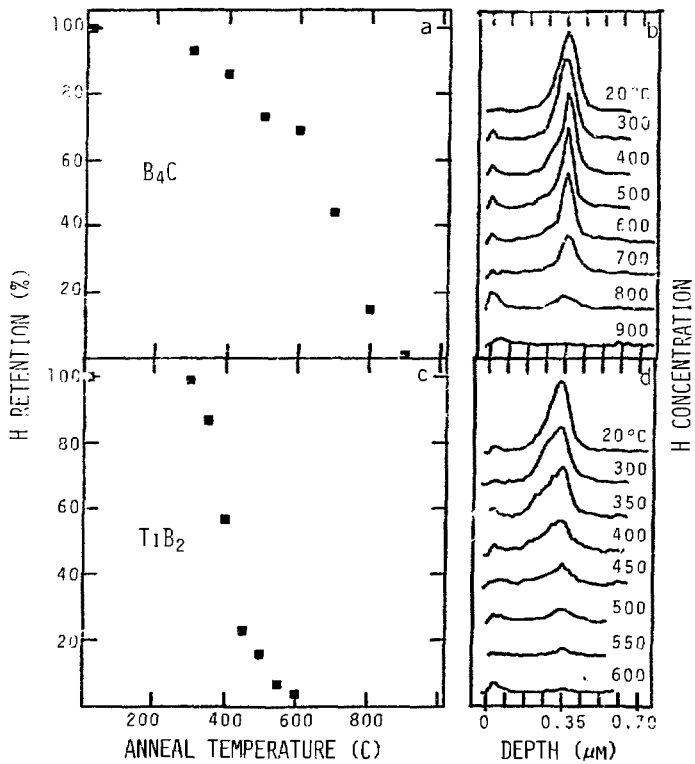 100
80
60
40
20
a
B4C
H RETENTION (%)
b
20°C
300
400
500
600
700
800
900
H CONCENTRATION
100
80
60
40
20
c
TiB2
200
400
600
800
ANNEAL TEMPERATURE (C)
d
20°C
300
350
400
450
500
550
600
0
0.35
0.70
DEPTH (μM)